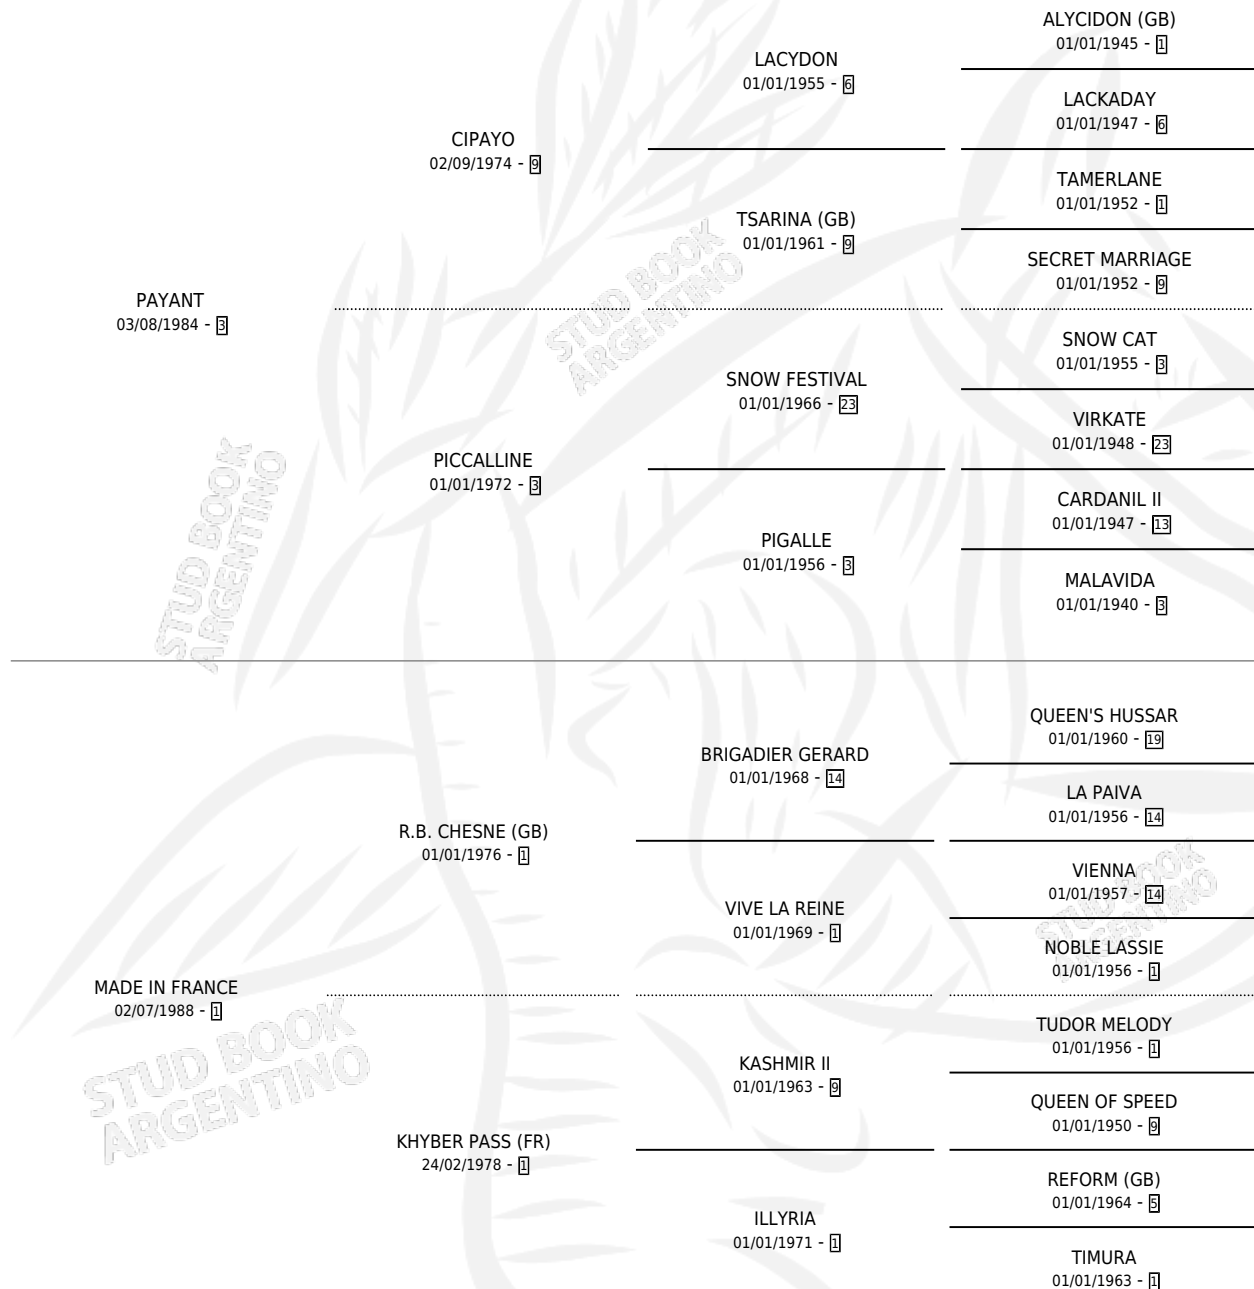 PAYANT
03/08/1984 - 3
CIPAYO
02/09/1974 - 9
LACYDON
01/01/1955 - 6
ALYCIDON (GB)
01/01/1945 - 1
LACKADAY
01/01/1947 - 6
TSARINA (GB)
01/01/1961 - 9
TAMERLANE
01/01/1952 - 1
SECRET MARRIAGE
01/01/1952 - 9
PICCALLINE
01/01/1972 - 3
SNOW FESTIVAL
01/01/1966 - 23
SNOW CAT
01/01/1955 - 3
VIRKATE
01/01/1948 - 23
PIGALLE
01/01/1956 - 3
CARDANIL II
01/01/1947 - 13
MALAVIDA
01/01/1940 - 3
MADE IN FRANCE
02/07/1988 - 1
R.B. CHESNE (GB)
01/01/1976 - 1
BRIGADIER GERARD
01/01/1968 - 14
QUEEN'S HUSSAR
01/01/1960 - 19
LA PAIVA
01/01/1956 - 14
VIVE LA REINE
01/01/1969 - 1
VIENNA
01/01/1957 - 14
NOBLE LASSIE
01/01/1956 - 1
KHYBER PASS (FR)
24/02/1978 - 1
KASHMIR II
01/01/1963 - 9
TUDOR MELODY
01/01/1956 - 1
QUEEN OF SPEED
01/01/1950 - 9
ILLYRIA
01/01/1971 - 1
REFORM (GB)
01/01/1964 - 5
TIMURA
01/01/1963 - 1
STUD BOOK
ARGENTINO
STUD BOOK
ARGENTINO
STUD BOOK
ARGENTINO
STUD BOOK
ARGENTINO